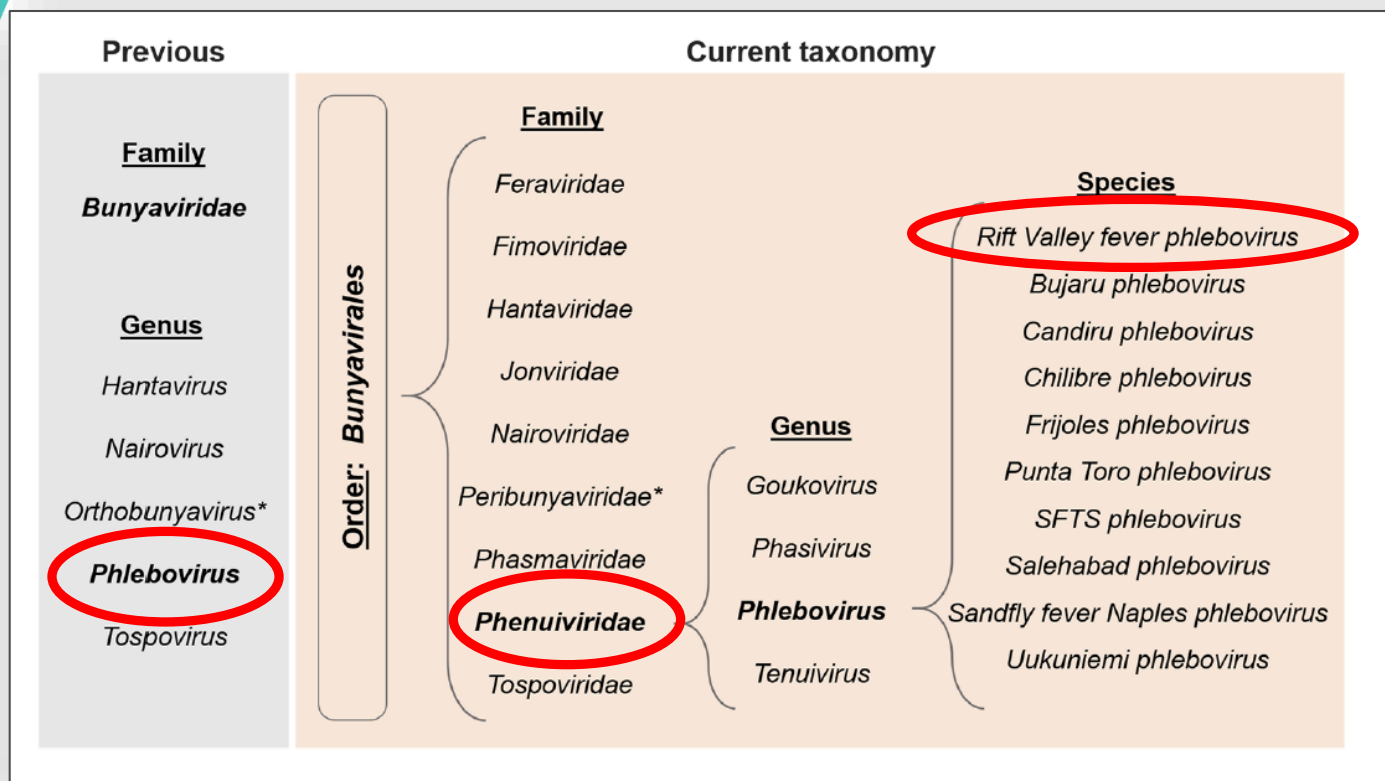 Previous
Family
Bunyaviridae
Genus
Hantavirus
Nairovirus
Orthobunyavirus*
Phlebovirus
Tospovirus
Current taxonomy
Order: Bunyavirales
Family
Feraviridae
Fimoviridae
Hantaviridae
Jonviridae
Nairoviridae
Peribunyaviridae*
Phasmaviridae
Phenuiviridae
Tospoviridae
Genus
Goukovirus
Phasivirus
Phlebovirus
Tenuivirus
Species
Rift Valley fever phlebovirus
Bujaru phlebovirus
Candiru phlebovirus
Chilibre phlebovirus
Frijoles phlebovirus
Punta Toro phlebovirus
SFTS phlebovirus
Salehabad phlebovirus
Sandfly fever Naples phlebovirus
Uukuniemi phlebovirus